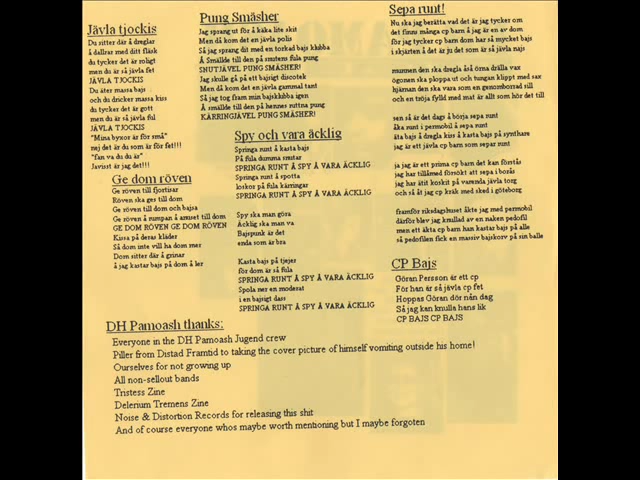 Jävla tjockis
Du sitter där å dreglar
å dallras med ditt fläsk
du tycker det är roligt
men du är så jävla fet
JÄVLA TJOCKIS
Du äter massa bajs
och du dricker massa kiss
du tyckes det är gott
men du är så jävla ful
JÄVLA TJOCKIS
"Mina byxor är för små"
nej det är du som är för fet!!!
"fan va du är"
Javisst är jag det!!!
Ge dom röven
Ge röven till fjortisar
Röven ska ges till dom
Ge röven till dom och bajsa
Ge röven å rumpan å arslet till dom
GE DOM RÖVEN GE DOM RÖVEN
Kissa på deras kläder
Så dom inte vill ha dom mer
Dom sitter där å grinar
å jag kastar bajs på dom å ler
Pung Smäsher
Jag sprang ut för å käka lite skit
Men då kom det en jävla polis
Så jag sprang dit med en torkad bajs klubba
Å Smällde till den på snutens fula pung
SNUTJÄVEL PUNG SMÄSHER!
Jag skulle gå på ett bajsigt discotek
Men då kom det en jävla gammal tant
Så jag tog fram min bajsklubba igen
Å smällde till den på hennes ruttna pung
KÄRRINGJÄVEL PUNG SMÄSHER!
Spy och vara äcklig
Springa runt å kasta bajs
På fula dumma snutar
SPRINGA RUNT Å SPY Å VARA ÄCKLIG
Springa runt å spotta
loskor på fula kärringar
SPRINGA RUNT Å SPY Å VARA ÄCKLIG
Spy ska man göra
Äcklig ska man va
Bajspunk är det
enda som är bra
Kasta bajs på tjejer
för dom är så fula
SPRINGA RUNT Å SPY Å VARA ÄCKLIG
Spola ner en moderat
i en bajsigt dass
SPRINGA RUNT Å SPY Å VARA ÄCKLIG
Sepa runt!
Nu ska jag berätta vad det är jag tycker om
det finns många cp barn å jag är en av dom
för jag tycker cp barn dom har så mycket bajs
i skjärten å det är ju det som är så jävla najs
munnen ska dregla åså örna drälla vax
ögonen ska ploppa ut och tungan klippt med sax
hjärnan den ska vara som en genomborrad sill
och en tröja fylld med mat är allt som hör det till
sen så är det dags å börja sepa runt
åka runt i permobil å sepa runt
äta bajs å dregla kiss å kasta bajs på synthare
jag är ett jävla cp barn som separ runt
ja jag är ett prima cp barn det kan förstås
jag har tillåmed försökt att sepa i borås
jag har ätit koskit på varenda jävla torg
och så åt jag cp kräk med sked i göteborg
framför riksdagshuset åkte jag med permobil
därför blev jag knullad av en naken pedofil
men ett äkta cp barn han kastar bajs på alle
så pedofilen fick en massiv bajskorv på sin balle
CP Bajs
Göran Persson är ett cp
För han är så jävla cp fet
Hoppas Göran dör nån dag
Så jag kan knulla hans lik
CP BAJS CP BAJS
DH Pamoash thanks:
Everyone in the DH Pamoash Jugend crew
Piller from Distad Framtid to taking the cover picture of himself vomiting outside his home!
Ourselves for not growing up
All non-sellout bands
Tristess Zine
Delerium Tremens Zine
Noise & Distortion Records for releasing this shit
And of course everyone whos maybe worth mentioning but I maybe forgoten